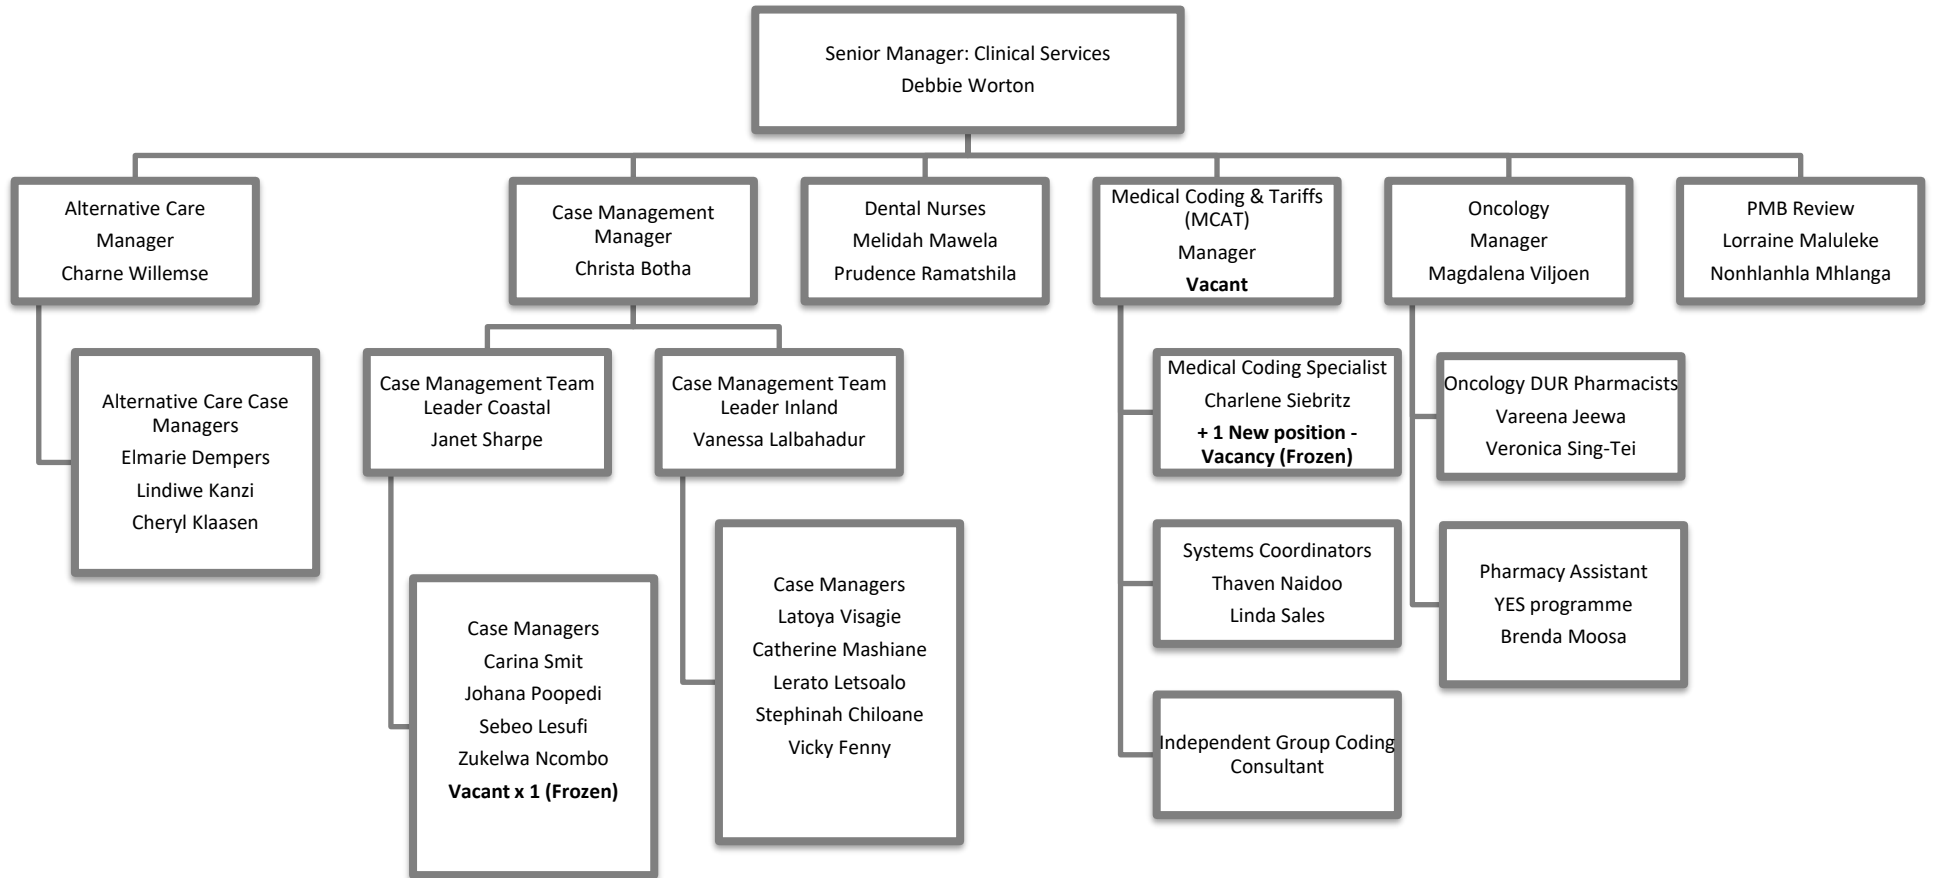 Senior Manager: Clinical Services
Debbie Worton
Alternative Care
Manager
Charne Willemse
Case Management
Manager
Christa Botha
Dental Nurses
Melidah Mawela
Prudence Ramatshila
Medical Coding & Tariffs
(MCAT)
Manager
Vacant
Oncology
Manager
Magdalena Viljoen
PMB Review
Lorraine Maluleke
Nonhlanhla Mhlanga
Alternative Care Case
Managers
Elmarie Dempers
Lindiwe Kanzi
Cheryl Klaasen
Case Management Team
Leader Coastal
Janet Sharpe
Case Management Team
Leader Inland
Vanessa Lalbahadur
Medical Coding Specialist
Charlene Siebritz
+ 1 New position -
Vacancy (Frozen)
Oncology DUR Pharmacists
Vareena Jeewa
Veronica Sing-Tei
Case Managers
Carina Smit
Johana Poopedi
Sebeo Lesufi
Zukelwa Ncombo
Vacant x 1 (Frozen)
Case Managers
Latoya Visagie
Catherine Mashiane
Lerato Letsoalo
Stephinah Chiloane
Vicky Fenny
Systems Coordinators
Thaven Naidoo
Linda Sales
Pharmacy Assistant
YES programme
Brenda Moosa
Independent Group Coding
Consultant